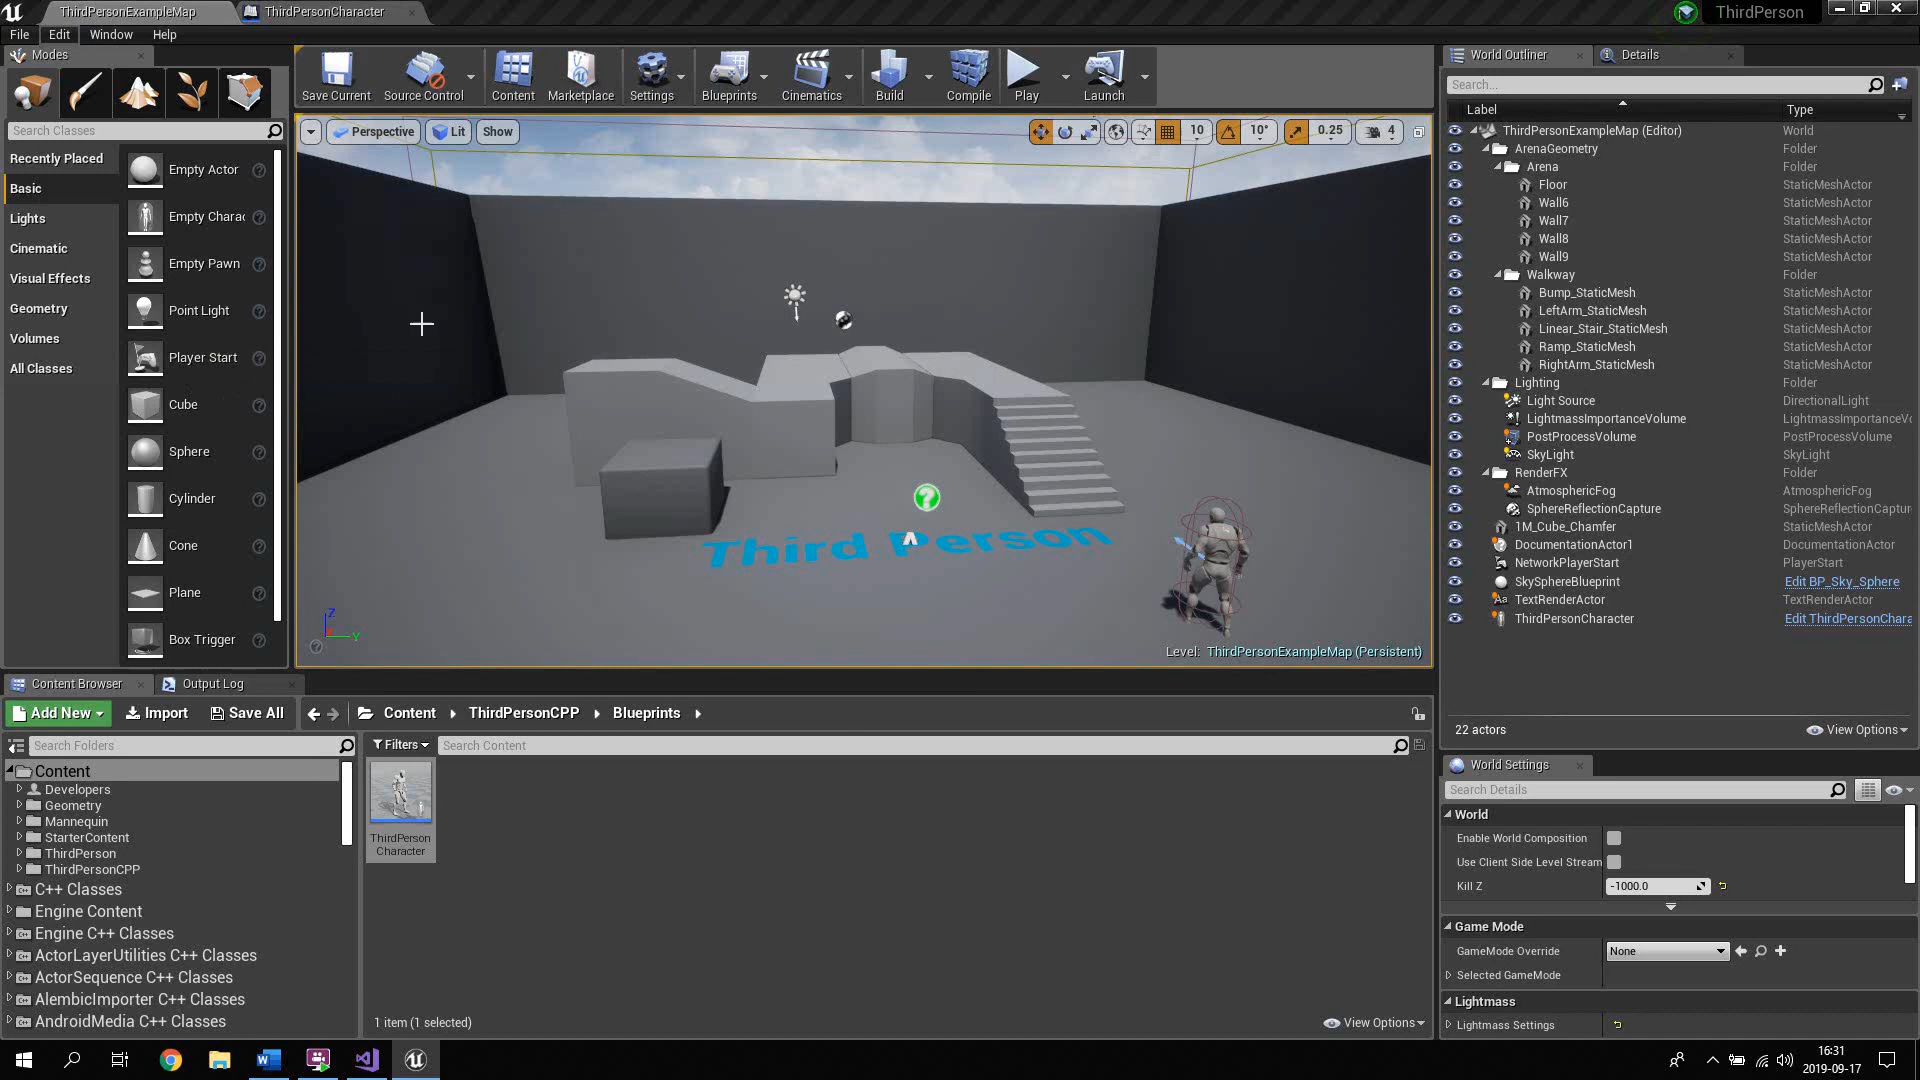 ThirdPersonExampleMap
ThirdPersonCharacter
ThirdPerson
File Edit Window Help
Modes
Search Classes
Recently Placed
Basic
Lights
Cinematic
Visual Effects
Geometry
Volumes
All Classes
Empty Actor
Empty Charac
Empty Pawn
Point Light
Player Start
Cube
Sphere
Cylinder
Cone
Plane
Box Trigger
Save Current
Source Control
Content
Marketplace
Settings
Blueprints
Cinematics
Build
Compile
Play
Launch
Perspective Lit Show
10 10° 0.25 4
Third Person
Z
Y
Level: ThirdPersonExampleMap (Persistent)
World Outliner
Details
Search...
Label Type
ThirdPersonExampleMap (Editor) World
ArenaGeometry Folder
Arena Folder
Floor StaticMeshActor
Wall6 StaticMeshActor
Wall7 StaticMeshActor
Wall8 StaticMeshActor
Wall9 StaticMeshActor
Walkway Folder
Bump_StaticMesh StaticMeshActor
LeftArm_StaticMesh StaticMeshActor
Linear_Stair_StaticMesh StaticMeshActor
Ramp_StaticMesh StaticMeshActor
RightArm_StaticMesh StaticMeshActor
Lighting Folder
Light Source DirectionalLight
LightmassImportanceVolume LightmassImportanceVo
PostProcessVolume PostProcessVolume
SkyLight SkyLight
RenderFX Folder
AtmosphericFog AtmosphericFog
SphereReflectionCapture SphereReflectionCapture
1M_Cube_Chamfer StaticMeshActor
DocumentationActor1 DocumentationActor
NetworkPlayerStart PlayerStart
SkySphereBlueprint Edit BP_Sky_Sphere
TextRenderActor TextRenderActor
ThirdPersonCharacter Edit ThirdPersonChara
22 actors
View Options
Content Browser
Output Log
Add New Import Save All Content ThirdPersonCPP Blueprints
Search Folders
Filters
Search Content
Content
Developers
Geometry
Mannequin
StarterContent
ThirdPerson
ThirdPersonCPP
C++ Classes
Engine Content
Engine C++ Classes
ActorLayerUtilities C++ Classes
ActorSequence C++ Classes
AlembicImporter C++ Classes
AndroidMedia C++ Classes
ThirdPerson
Character
1 item (1 selected)
View Options
World Settings
Search Details
World
Enable World Composition
Use Client Side Level Stream
Kill Z -1000.0
Game Mode
GameMode Override None
Selected GameMode
Lightmass
Lightmass Settings
16:31
2019-09-17